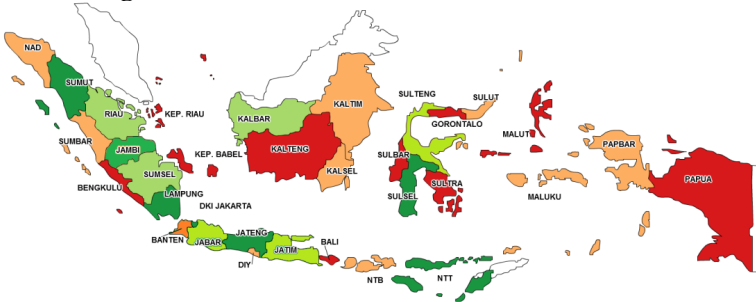 NAD
SUMUT
RIAU
KEP. RIAU
SUMBAR
JAMBI
KEP. BABEL
SUMSEL
BENGKULU
LAMPUNG
DKI JAKARTA
BANTEN
JABAR
JATENG
DIY
JATIM
BALI
NTB
NTT
KALBAR
KALTENG
KALTIM
KALSEL
SULTENG
SULUT
GORONTALO
SULBAR
SULSEL
SULTRA
MALUT
MALUKU
PAPBAR
PAPUA